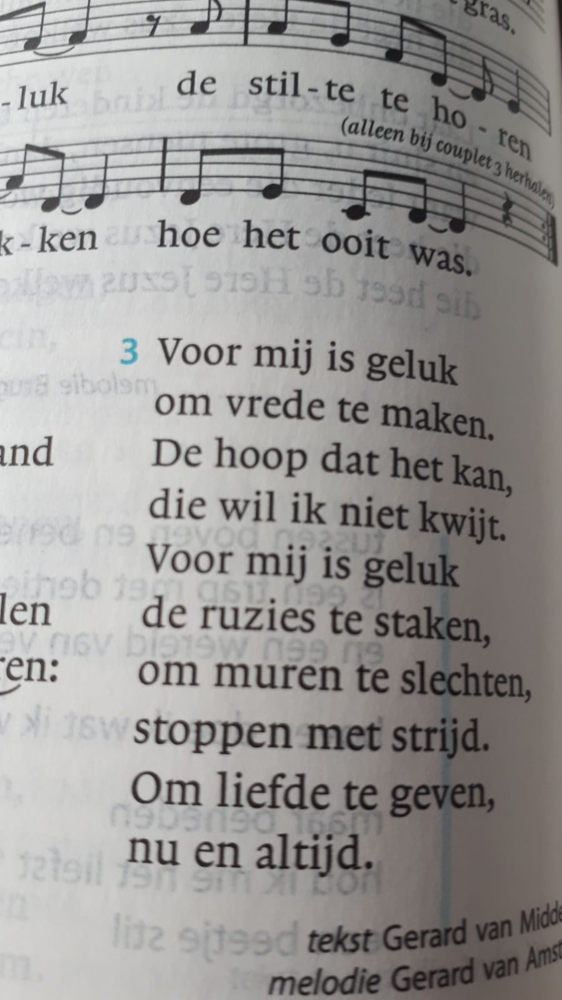 gras.
-luk de stil-te te ho-ren
(alleen bij couplet 3 herhalen)
k-ken hoe het ooit was.
3 Voor mij is geluk
om vrede te maken.
De hoop dat het kan,
die wil ik niet kwijt.
Voor mij is geluk
de ruzies te staken,
om muren te slechten,
stoppen met strijd.
Om liefde te geven,
nu en altijd.
and
len
ren:
tekst Gerard van Midde
melodie Gerard van Amst